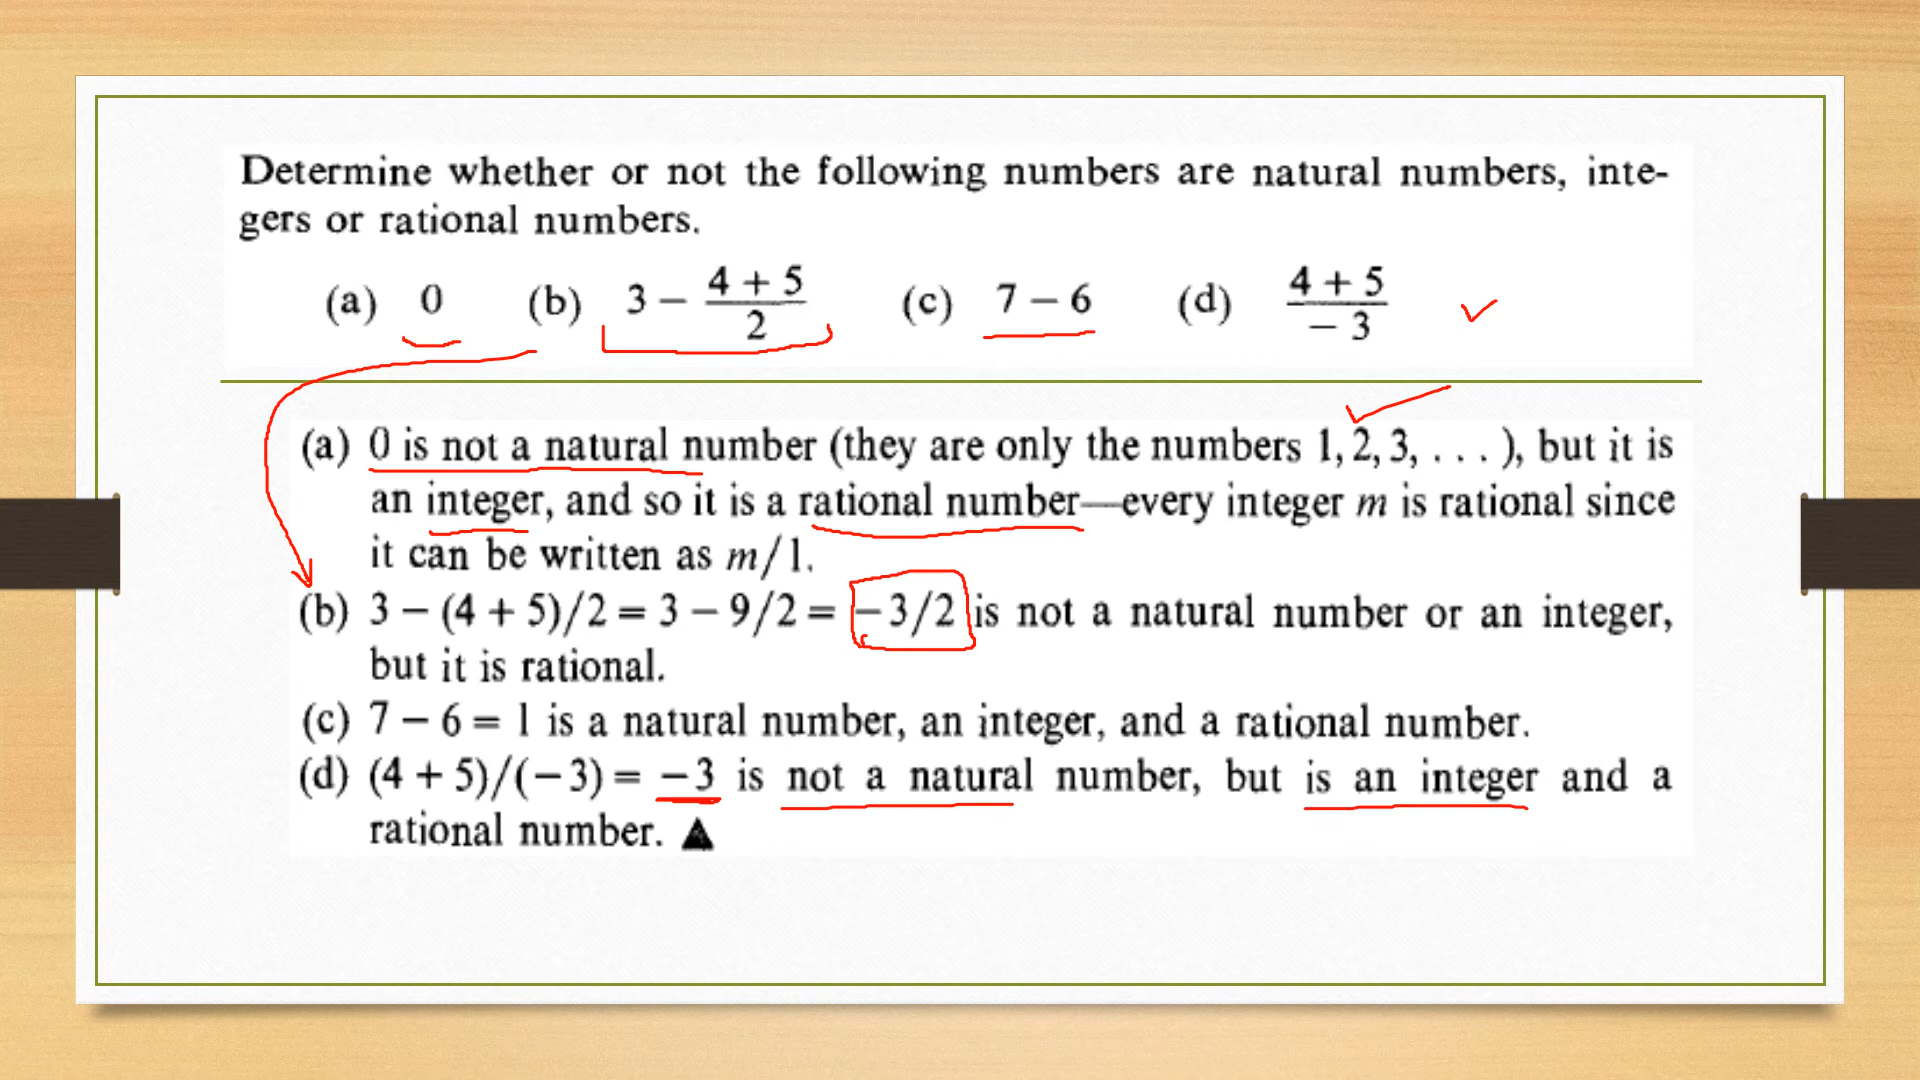 Determine whether or not the following numbers are natural numbers, inte-
gers or rational numbers.
(a) 0 (b) 3 − (4 + 5)/2 (c) 7 − 6 (d) (4 + 5)/(− 3)
(a) 0 is not a natural number (they are only the numbers 1, 2, 3, . . . ), but it is
an integer, and so it is a rational number—every integer m is rational since
it can be written as m/1.
(b) 3 − (4 + 5)/2 = 3 − 9/2 = −3/2 is not a natural number or an integer,
but it is rational.
(c) 7 − 6 = 1 is a natural number, an integer, and a rational number.
(d) (4 + 5)/(−3) = −3 is not a natural number, but is an integer and a
rational number. ▲